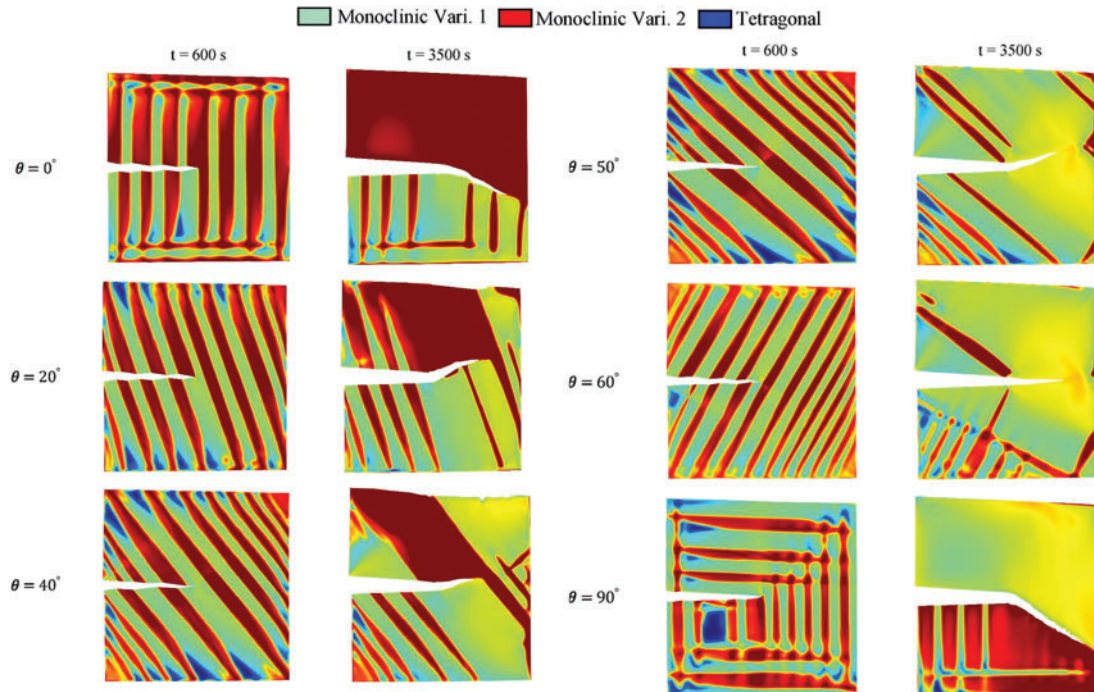 Monoclinic Vari. 1 Monoclinic Vari. 2 Tetragonal
t = 600 s t = 3500 s t = 600 s t = 3500 s
θ = 0° θ = 50°
θ = 20° θ = 60°
θ = 40° θ = 90°